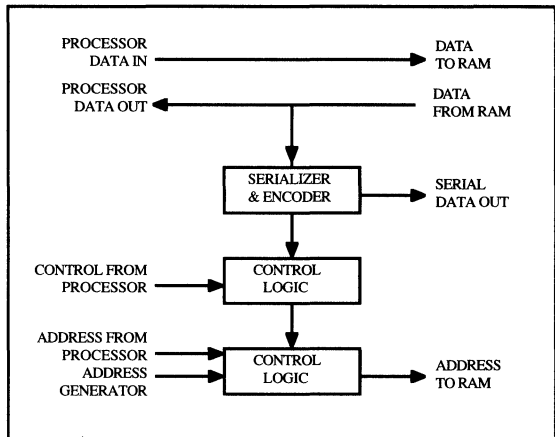 PROCESSOR
DATA IN
DATA
TO RAM
PROCESSOR
DATA OUT
DATA
FROM RAM
SERIALIZER
& ENCODER
SERIAL
DATA OUT
CONTROL FROM
PROCESSOR
CONTROL
LOGIC
ADDRESS FROM
PROCESSOR
ADDRESS
GENERATOR
CONTROL
LOGIC
ADDRESS
TO RAM